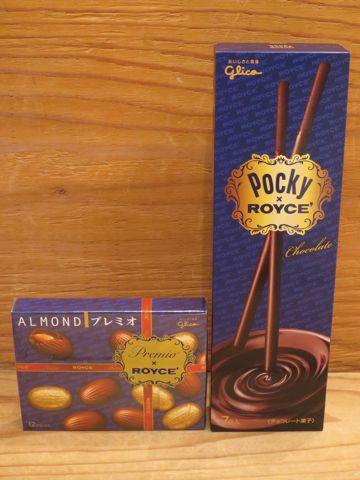 おいしさと健康
Glico
Pocky
×
ROYCE'
Chocolate
(チョコレート菓子)
ALMOND プレミオ
Glico
Premio
×
ROYCE'
ROYCE'